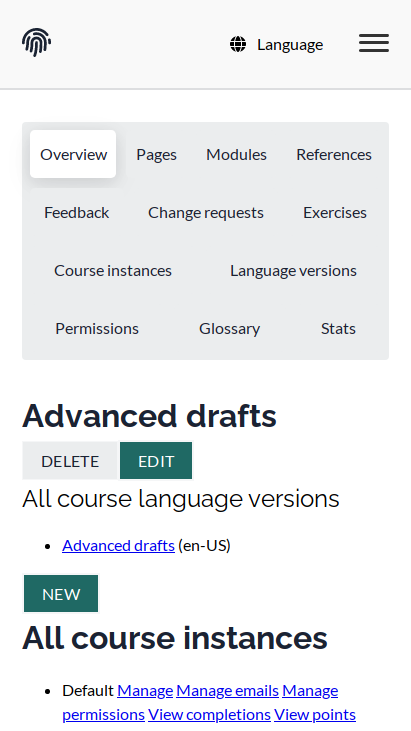 Language
Overview Pages Modules References
Feedback Change requests Exercises
Course instances Language versions
Permissions Glossary Stats
Advanced drafts
DELETE EDIT
All course language versions
Advanced drafts (en-US)
NEW
All course instances
Default Manage Manage emails Manage
permissions View completions View points